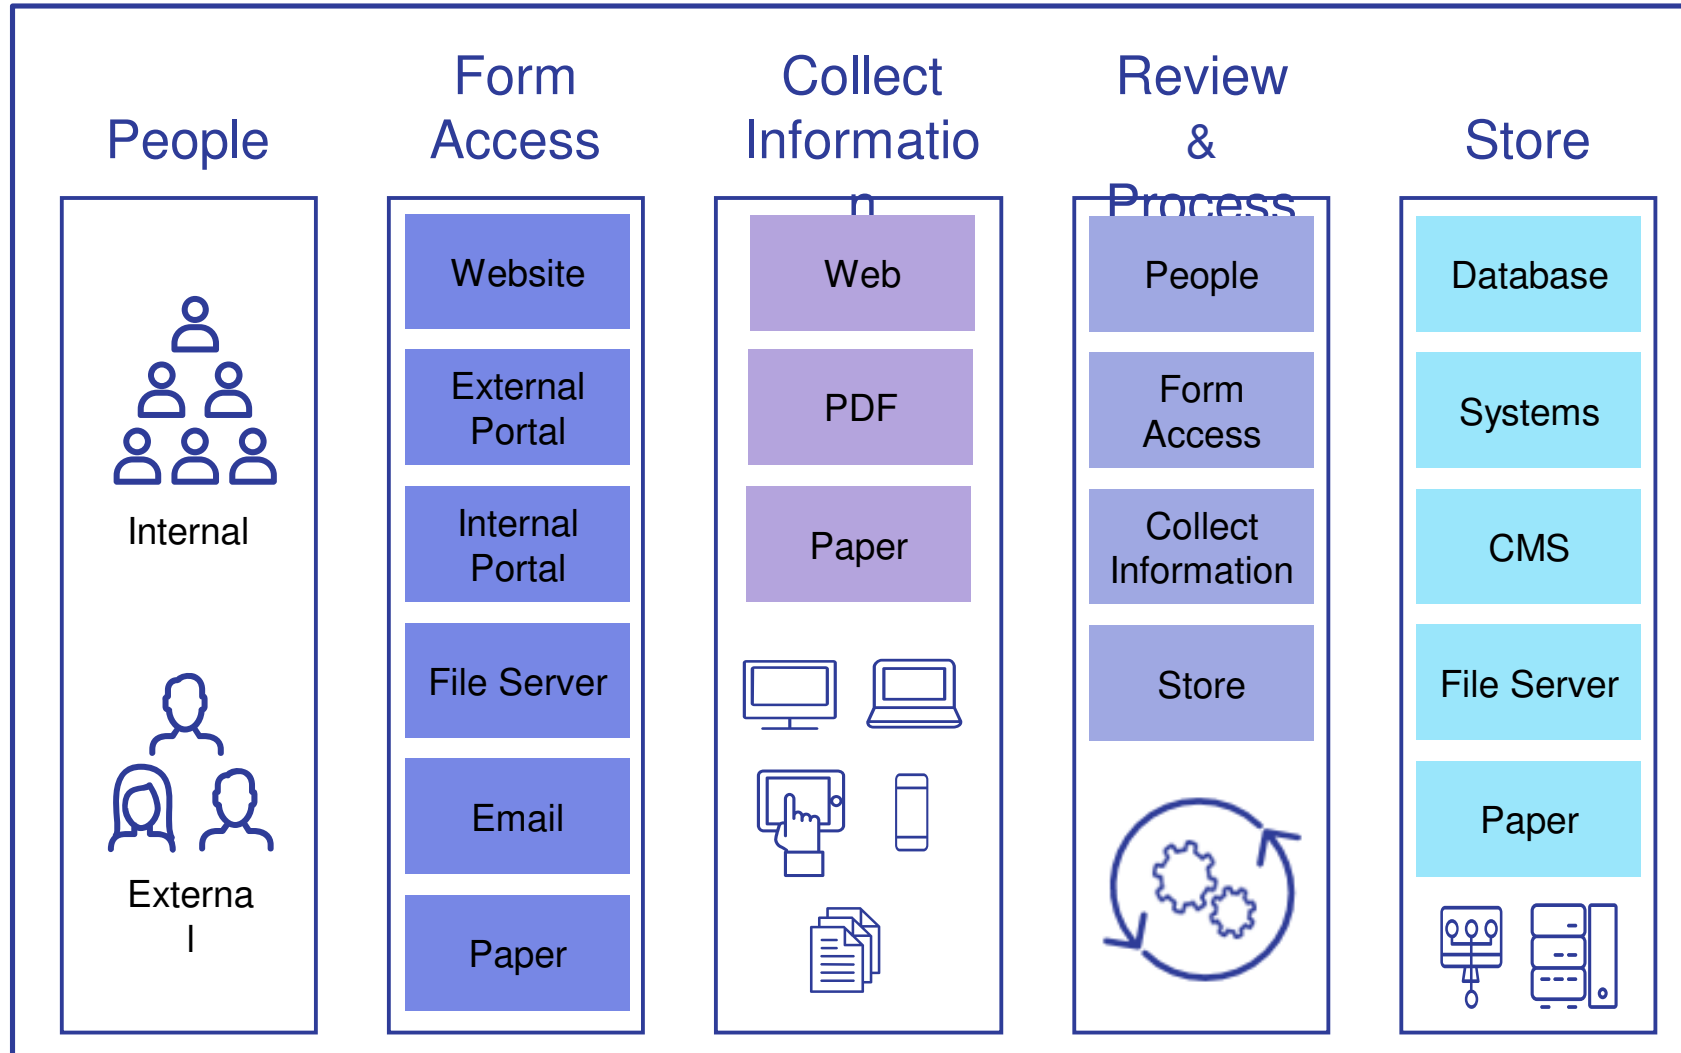 People
Form
Access
Collect
Informatio
n
Review
&
Process
Store
Internal
Externa
l
Website
External
Portal
Internal
Portal
File Server
Email
Paper
Web
PDF
Paper
People
Form
Access
Collect
Information
Store
Database
Systems
CMS
File Server
Paper